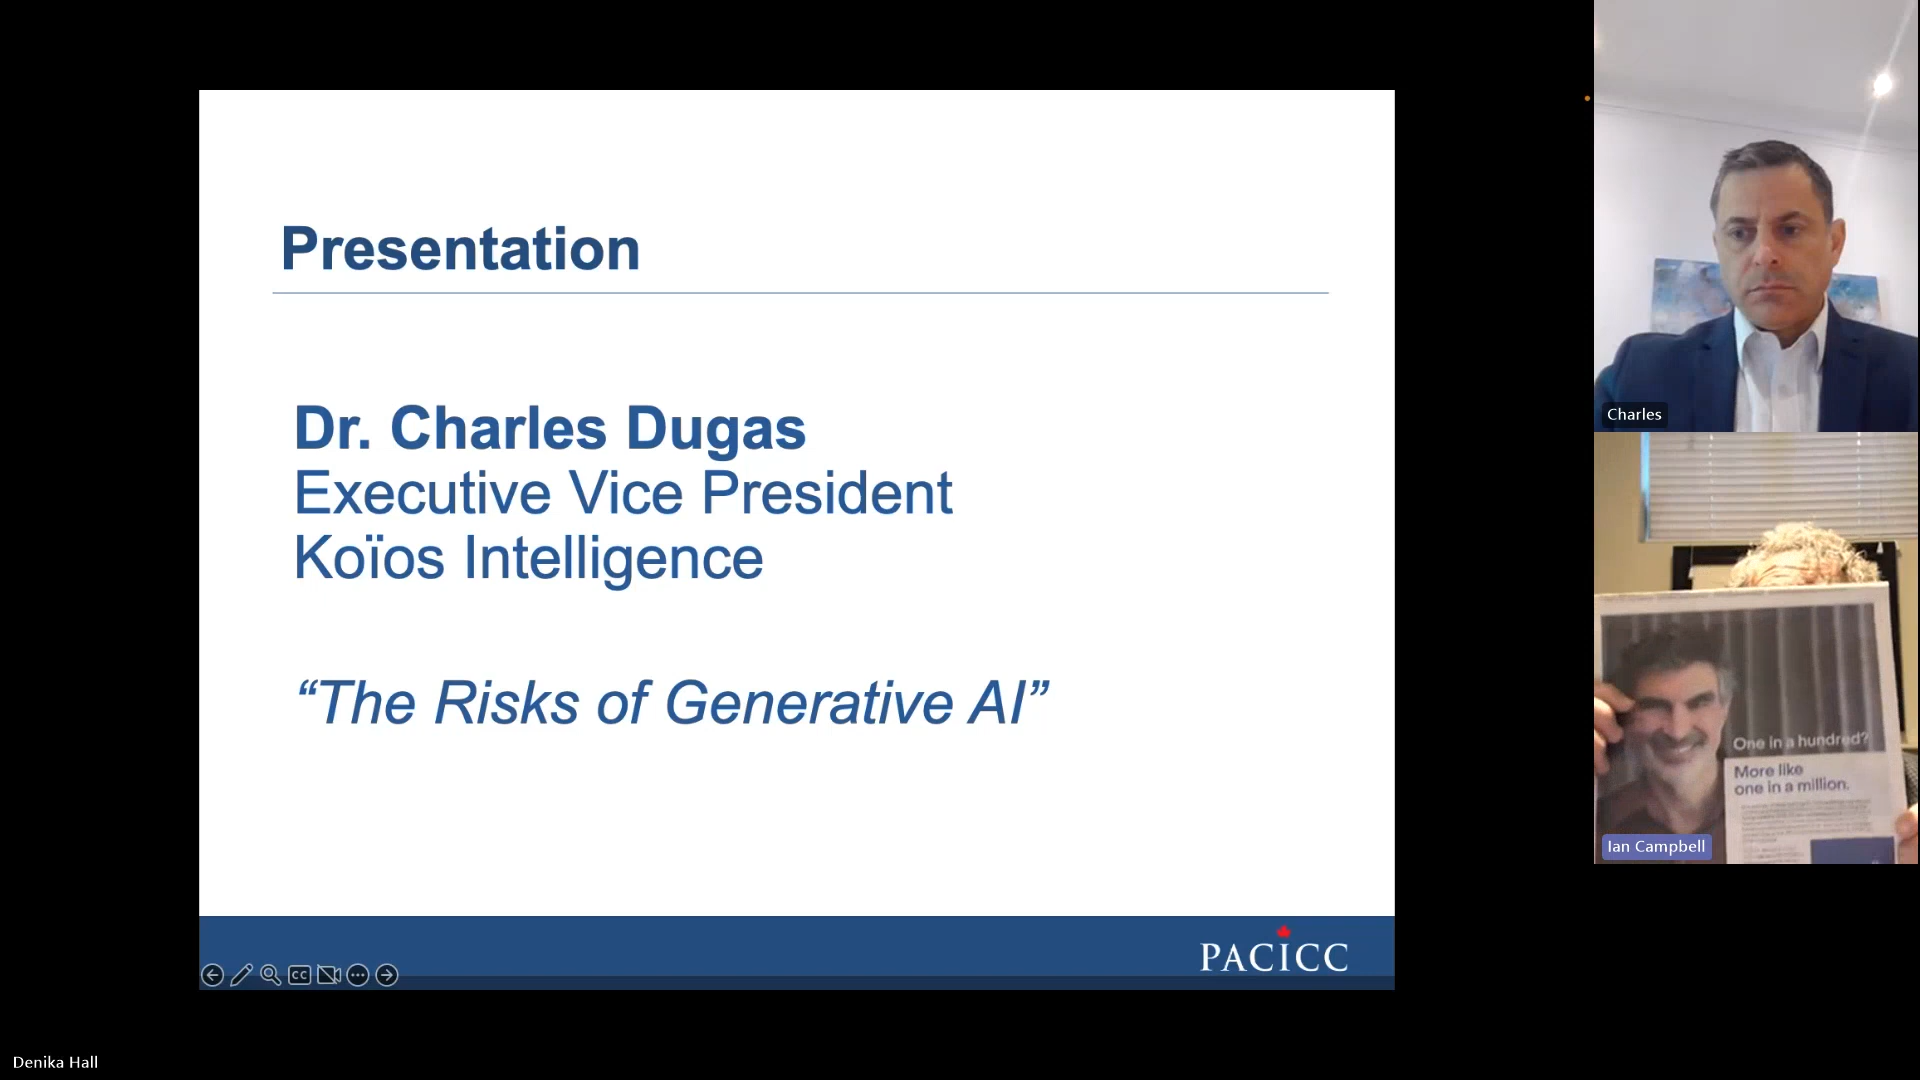 Presentation
Dr. Charles Dugas
Executive Vice President
Koïos Intelligence
“The Risks of Generative AI”
PACICC
CC
Charles
One in a hundred?
More like
one in a million.
Ian Campbell
Denika Hall